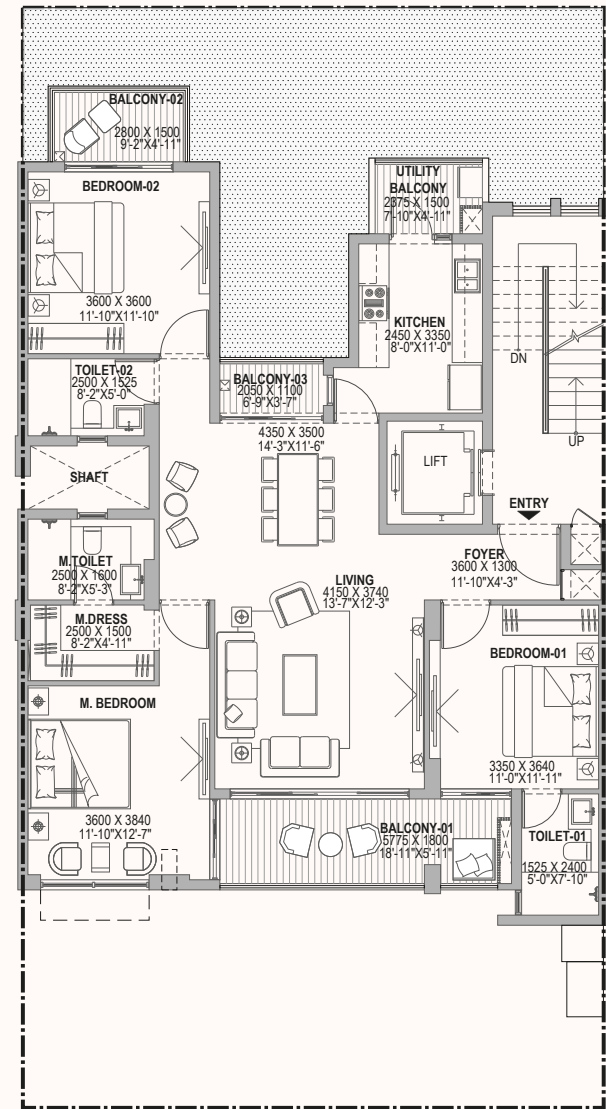 BALCONY-02
2800 X 1500
9'-2"X4'-11"
UTILITY
BALCONY
2375 X 1500
7'-10"X4'-11"
BEDROOM-02
3600 X 3600
11'-10"X11'-10"
KITCHEN
2450 X 3350
8'-0"X11'-0"
DN
UP
TOILET-02
2500 X 1525
8'-2"X5'-0"
BALCONY-03
2050 X 1100
6'-9"X3'-7"
4350 X 3500
14'-3"X11'-6"
LIFT
SHAFT
ENTRY
M.TOILET
2500 X 1600
8'-2"X5'-3"
FOYER
3600 X 1300
11'-10"X4'-3"
LIVING
4150 X 3740
13'-7"X12'-3"
M.DRESS
2500 X 1500
8'-2"X4'-11"
BEDROOM-01
3350 X 3640
11'-0"X11'-11"
M. BEDROOM
3600 X 3840
11'-10"X12'-7"
BALCONY-01
5775 X 1800
18'-11"X5'-11"
TOILET-01
1525 X 2400
5'-0"X7'-10"